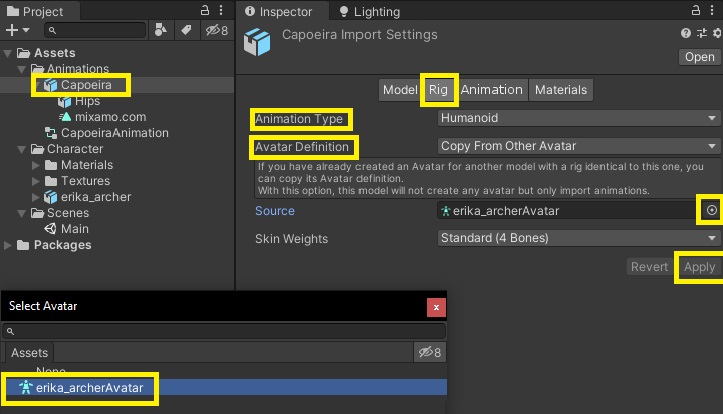 Project
Inspector
Lighting
8
Capoeira Import Settings
Open
Assets
Animations
Capoeira
Hips
mixamo.com
CapoeiraAnimation
Character
Materials
Textures
erika_archer
Scenes
Main
Packages
Model Rig Animation Materials
Animation Type Humanoid
Avatar Definition Copy From Other Avatar
If you have already created an Avatar for another model with a rig identical to this one, you
can copy its Avatar definition.
With this option, this model will not create any avatar but only import animations.
Source erika_archerAvatar
Skin Weights Standard (4 Bones)
Revert Apply
Select Avatar
x
Assets
8
None
erika_archerAvatar